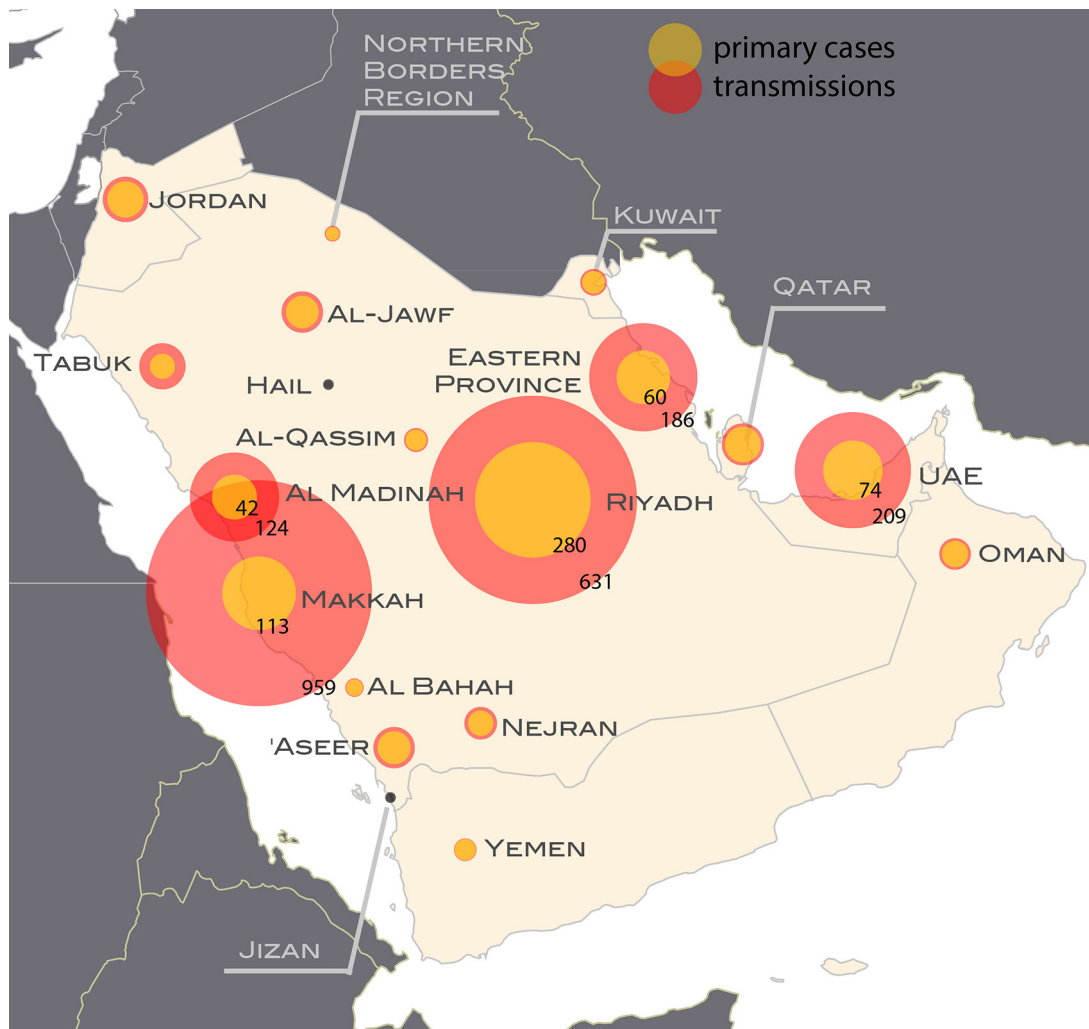 NORTHERN
BORDERS
REGION
primary cases
transmissions
JORDAN
KUWAIT
QATAR
AL-JAWF
TABUK
EASTERN
PROVINCE
HAIL
60
186
AL-QASSIM
UAE
74
209
AL MADINAH
42
124
RIYADH
280
631
OMAN
MAKKAH
113
959
AL BAHAH
NEJRAN
'ASEER
YEMEN
JIZAN